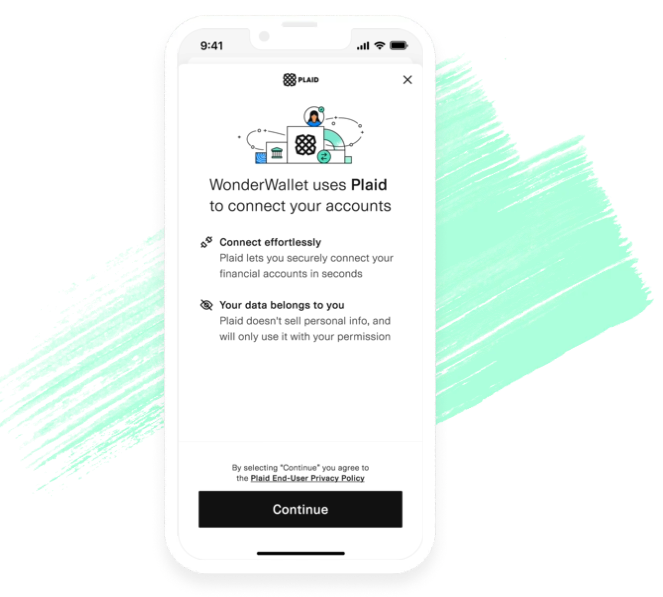 9:41
PLAID
WonderWallet uses Plaid
to connect your accounts
Connect effortlessly
Plaid lets you securely connect your
financial accounts in seconds
Your data belongs to you
Plaid doesn't sell personal info, and
will only use it with your permission
By selecting "Continue" you agree to
the Plaid End-User Privacy Policy
Continue